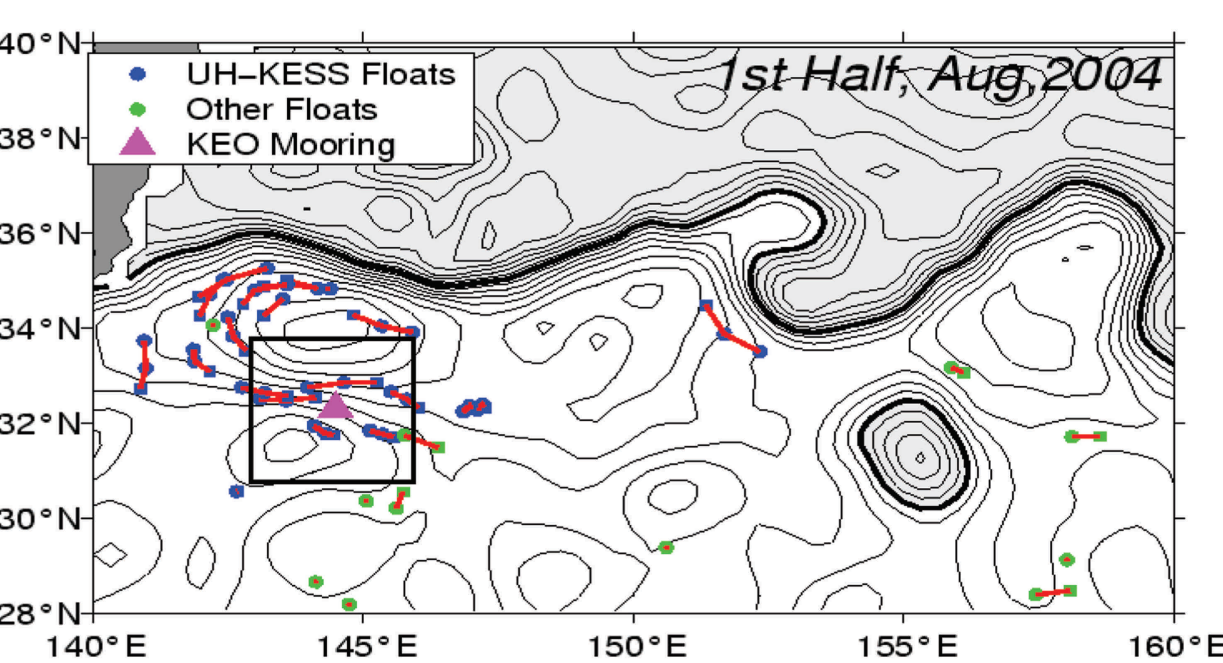 40°N
1st Half, Aug,2004
UH-KESS Floats
Other Floats
KEO Mooring
38°N
36°N
34°N
32°N
30°N
28°N
140°E 145°E 150°E 155°E 160°E